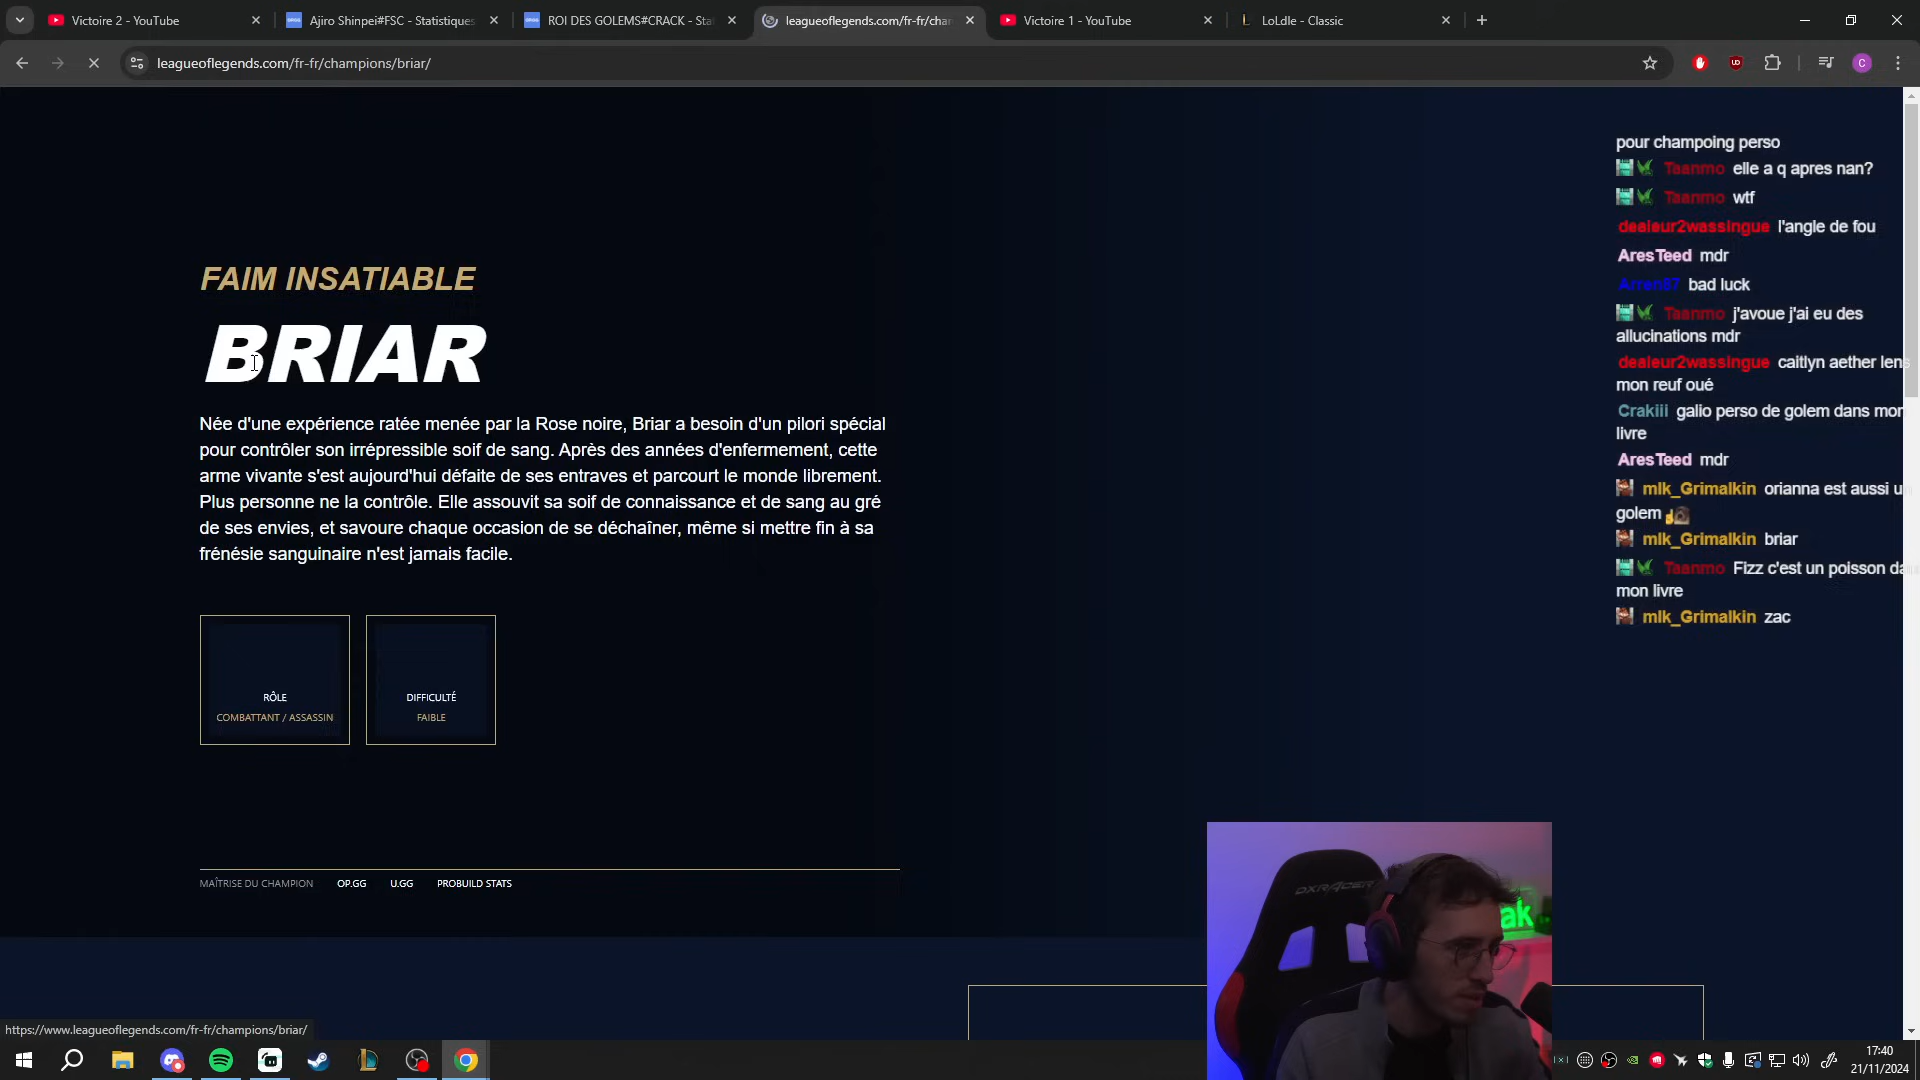 Victoire 2 - YouTube
Ajiro Shinpei#FSC - Statistiques
ROI DES GOLEMS#CRACK - Sta
leagueoflegends.com/fr-fr/cha
Victoire 1 - YouTube
LoLdle - Classic
leagueoflegends.com/fr-fr/champions/briar/
FAIM INSATIABLE
BRIAR
Née d'une expérience ratée menée par la Rose noire, Briar a besoin d'un pilori spécial
pour contrôler son irrépressible soif de sang. Après des années d'enfermement, cette
arme vivante s'est aujourd'hui défaite de ses entraves et parcourt le monde librement.
Plus personne ne la contrôle. Elle assouvit sa soif de connaissance et de sang au gré
de ses envies, et savoure chaque occasion de se déchaîner, même si mettre fin à sa
frénésie sanguinaire n'est jamais facile.
RÔLE
COMBATTANT / ASSASSIN
DIFFICULTÉ
FAIBLE
MAÎTRISE DU CHAMPION OP.GG U.GG PROBUILD STATS
pour champoing perso
Taanmo elle a q apres nan?
Taanmo wtf
dealeur2wassingue l'angle de fou
AresTeed mdr
Arren87 bad luck
Taanmo j'avoue j'ai eu des
allucinations mdr
dealeur2wassingue caitlyn aether lens
mon reuf oué
Crakiii galio perso de golem dans mon
livre
AresTeed mdr
mlk_Grimalkin orianna est aussi un
golem
mlk_Grimalkin briar
Taanmo Fizz c'est un poisson da
mon livre
mlk_Grimalkin zac
DXRACER
ak
https://www.leagueoflegends.com/fr-fr/champions/briar/
17:40
21/11/2024